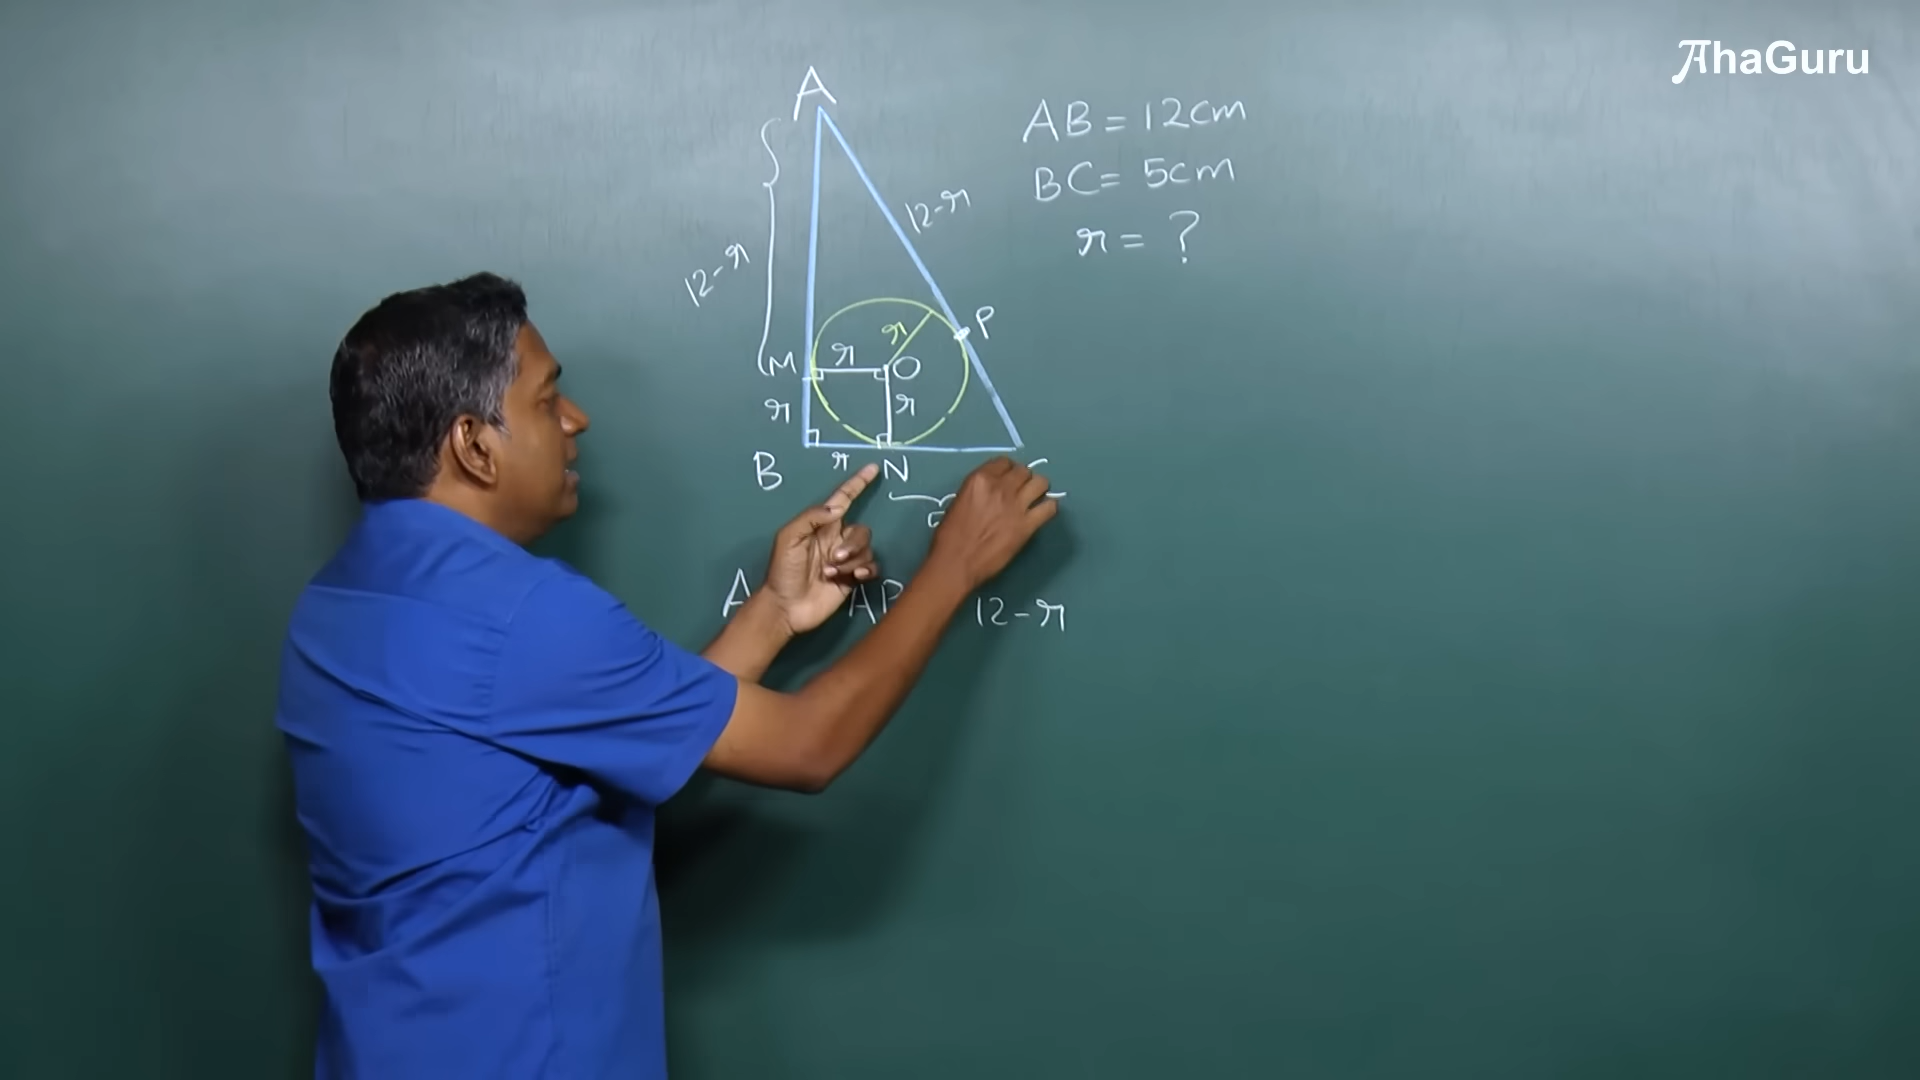 AhaGuru
A
AB = 12cm
BC = 5cm
r = ?
12-r
12-r
P
M
r
r
O
r
r
B
r
N
C
A
AP
12-r